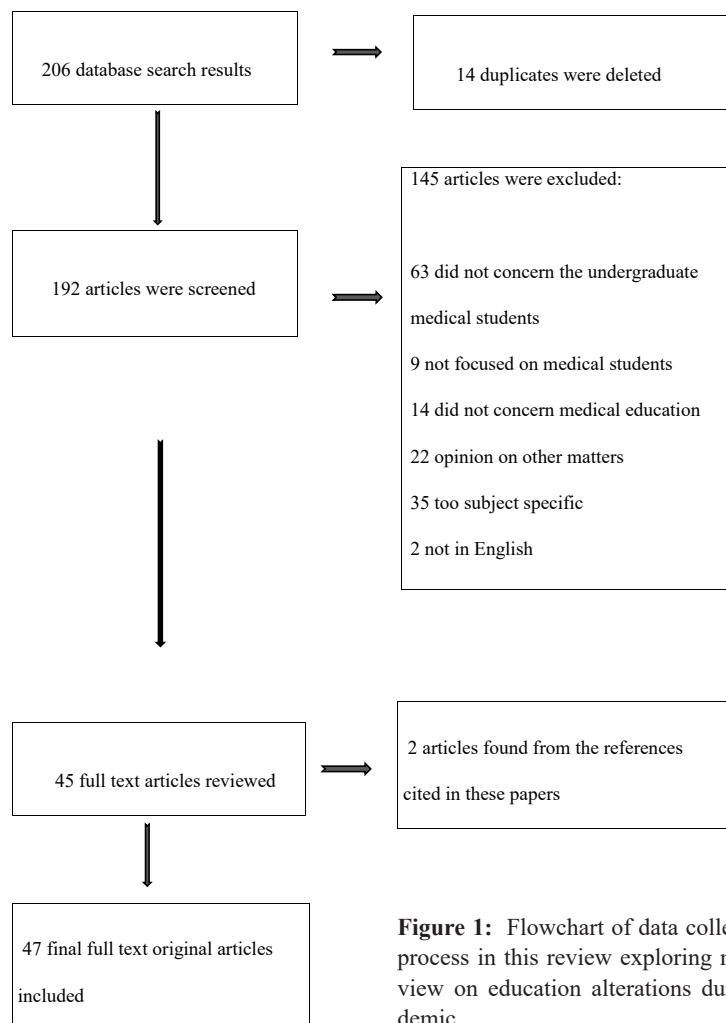 206 database search results
14 duplicates were deleted
192 articles were screened
145 articles were excluded:
63 did not concern the undergraduate
medical students
9 not focused on medical students
14 did not concern medical education
22 opinion on other matters
35 too subject specific
2 not in English
45 full text articles reviewed
2 articles found from the references
cited in these papers
47 final full text original articles
included
Figure 1: Flowchart of data colle
process in this review exploring
view on education alterations du
demic